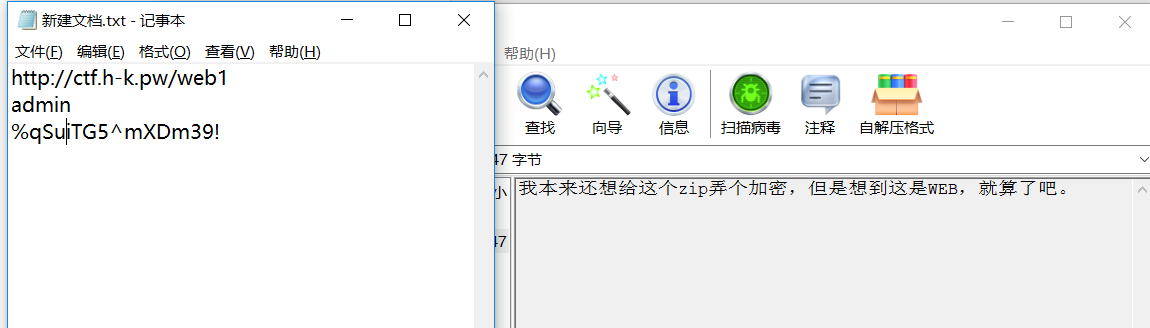 新建文档.txt - 记事本
文件(F) 编辑(E) 格式(O) 查看(V) 帮助(H)
http://ctf.h-k.pw/web1
admin
%qSuiTG5^mXDm39!
帮助(H)
查找 向导 信息 扫描病毒 注释 自解压格式
47 字节
小
47
我本来还想给这个zip弄个加密，但是想到这是WEB，就算了吧。